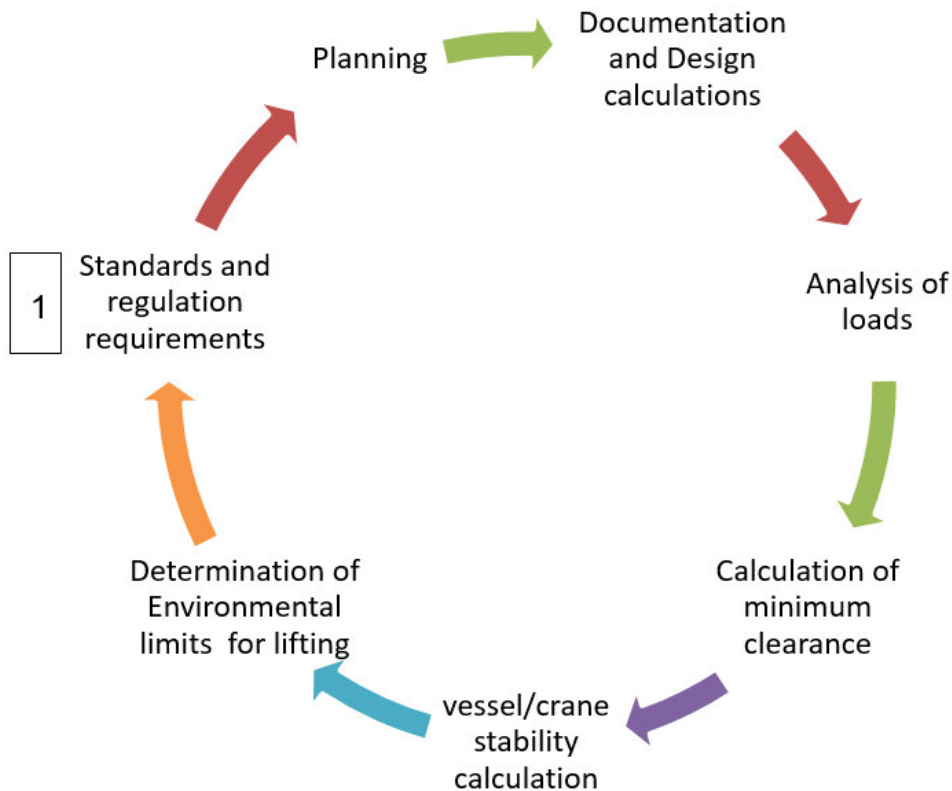 Planning
Documentation
and Design
calculations
1
Standards and
regulation
requirements
Analysis of
loads
Determination of
Environmental
limits for lifting
Calculation of
minimum
clearance
vessel/crane
stability
calculation